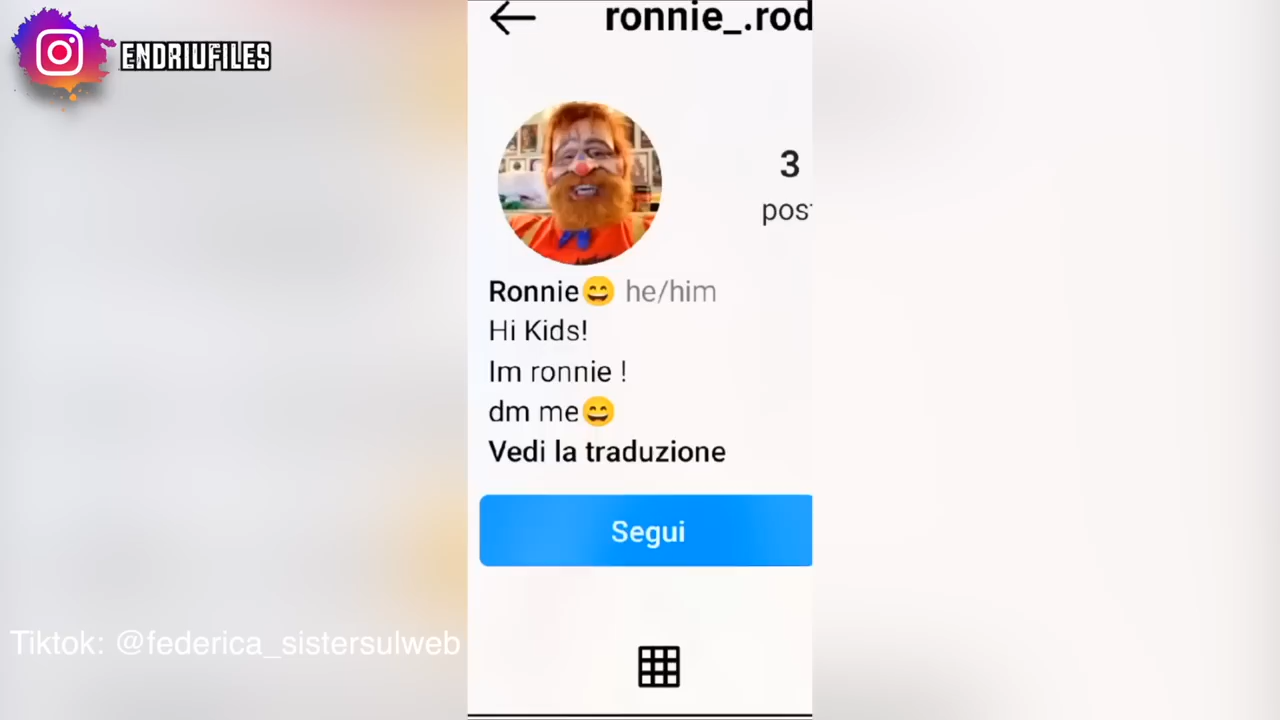 ENDRIUFILES
ronnie_.rod
3
pos
Ronnie😄 he/him
Hi Kids!
Im ronnie !
dm me😄
Vedi la traduzione
Segui
Tiktok: @federica_sistersulweb